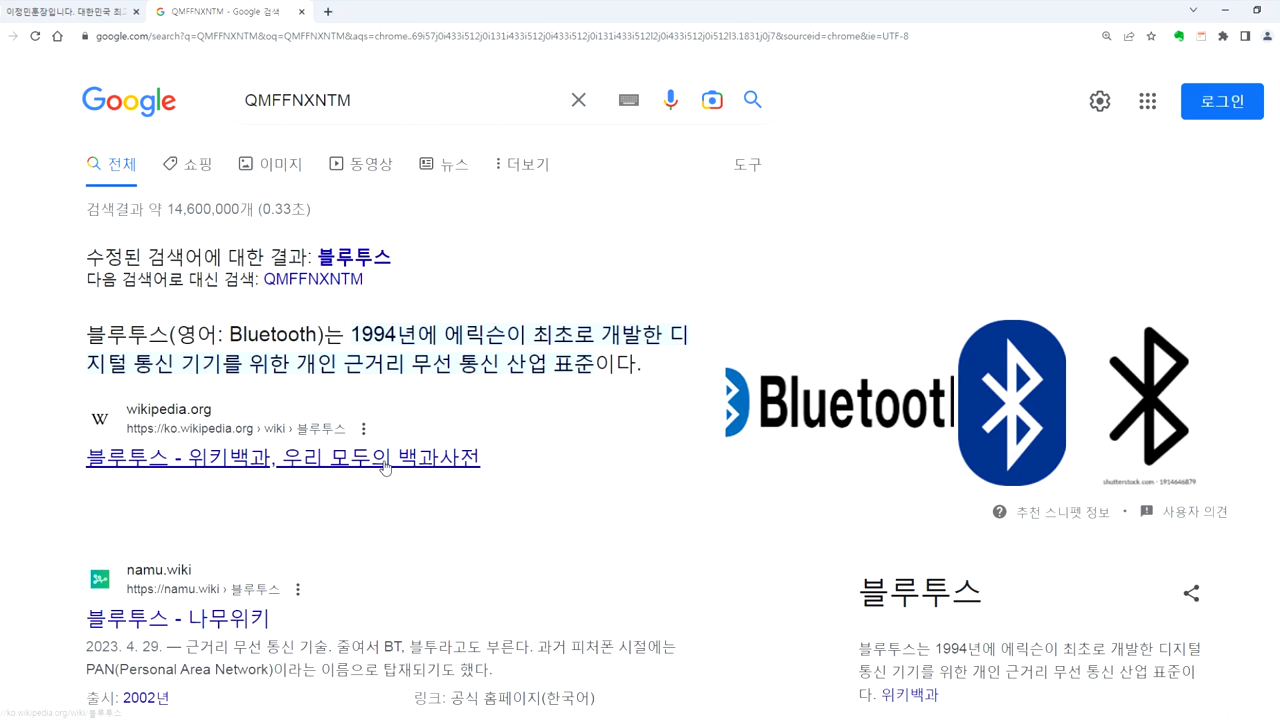 이정민훈장입니다. 대한민국 최고
QMFFNXNTM - Google 검색
google.com/search?q=QMFFNXNTM&oq=QMFFNXNTM&aqs=chrome..69i57j0i433i512j0i131i433i512j0i433i512j0i131i433i512l2j0i433i512j0i512l3.1831j0j7&sourceid=chrome&ie=UTF-8
Google
QMFFNXNTM
로그인
전체 쇼핑 이미지 동영상 뉴스 더보기 도구
검색결과 약 14,600,000개 (0.33초)
수정된 검색어에 대한 결과: 블루투스
다음 검색어로 대신 검색: QMFFNXNTM
블루투스(영어: Bluetooth)는 1994년에 에릭슨이 최초로 개발한 디
지털 통신 기기를 위한 개인 근거리 무선 통신 산업 표준이다.
W
wikipedia.org
https://ko.wikipedia.org › wiki › 블루투스
블루투스 - 위키백과, 우리 모두의 백과사전
Bluetooth
shutterstock.com · 1914646879
추천 스니펫 정보 · 사용자 의견
namu.wiki
https://namu.wiki › 블루투스
블루투스 - 나무위키
2023. 4. 29. — 근거리 무선 통신 기술. 줄여서 BT, 블투라고도 부른다. 과거 피처폰 시절에는
PAN(Personal Area Network)이라는 이름으로 탑재되기도 했다.
출시: 2002년 링크: 공식 홈페이지(한국어)
블루투스
블루투스는 1994년에 에릭슨이 최초로 개발한 디지털
통신 기기를 위한 개인 근거리 무선 통신 산업 표준이
다. 위키백과
//ko.wikipedia.org/wiki/블루투스